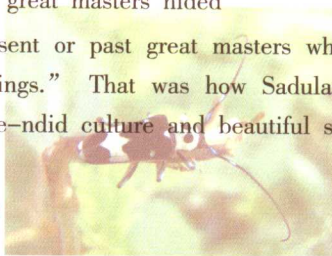 great masters
sent or past great masters wh
ings.” That was how Sadula
e–ndid culture and beautiful s